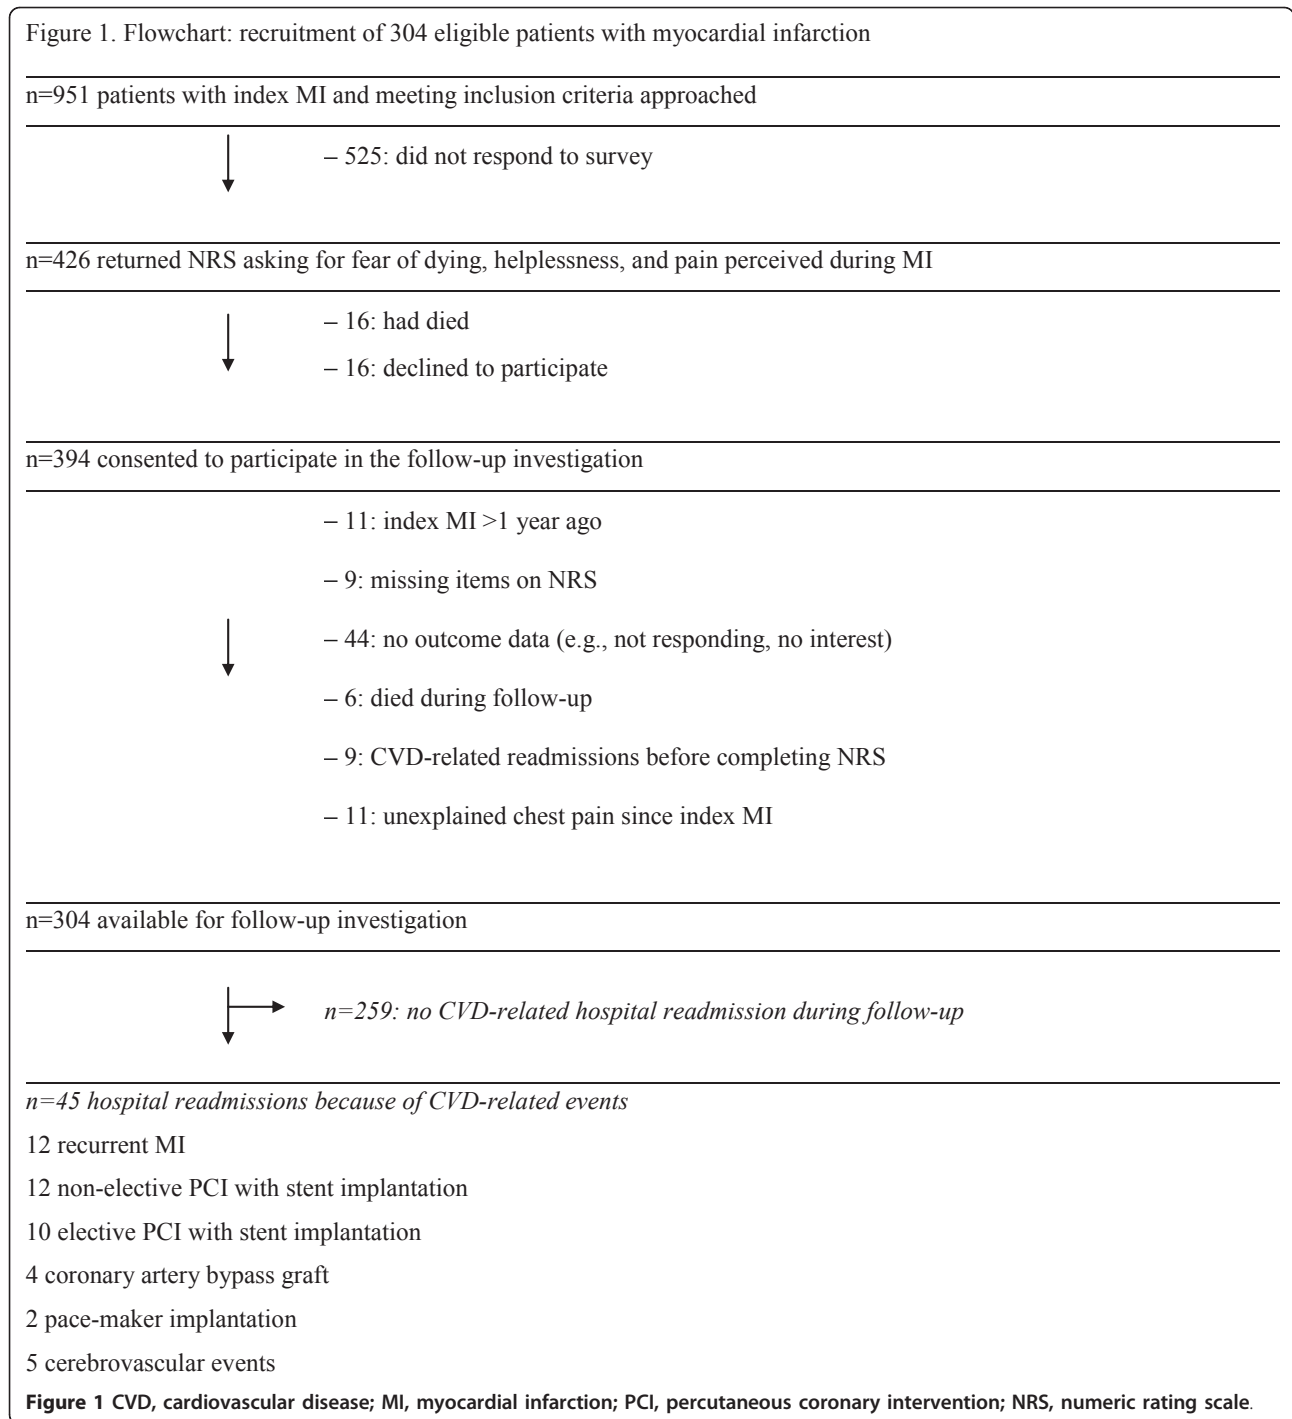 Figure 1. Flowchart: recruitment of 304 eligible patients with myocardial infarction
n=951 patients with index MI and meeting inclusion criteria approached
– 525: did not respond to survey
n=426 returned NRS asking for fear of dying, helplessness, and pain perceived during MI
– 16: had died
– 16: declined to participate
n=394 consented to participate in the follow-up investigation
– 11: index MI >1 year ago
– 9: missing items on NRS
– 44: no outcome data (e.g., not responding, no interest)
– 6: died during follow-up
– 9: CVD-related readmissions before completing NRS
– 11: unexplained chest pain since index MI
n=304 available for follow-up investigation
n=259: no CVD-related hospital readmission during follow-up
n=45 hospital readmissions because of CVD-related events
12 recurrent MI
12 non-elective PCI with stent implantation
10 elective PCI with stent implantation
4 coronary artery bypass graft
2 pace-maker implantation
5 cerebrovascular events
Figure 1 CVD, cardiovascular disease; MI, myocardial infarction; PCI, percutaneous coronary intervention; NRS, numeric rating scale.